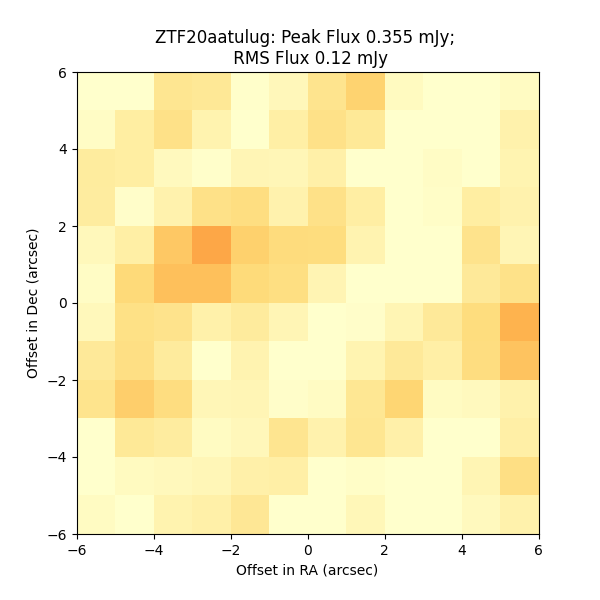 ZTF20aatulug: Peak Flux 0.355 mJy;
RMS Flux 0.12 mJy
6
4
2
0
−2
−4
−6
Offset in Dec (arcsec)
−6 −4 −2 0 2 4 6
Offset in RA (arcsec)